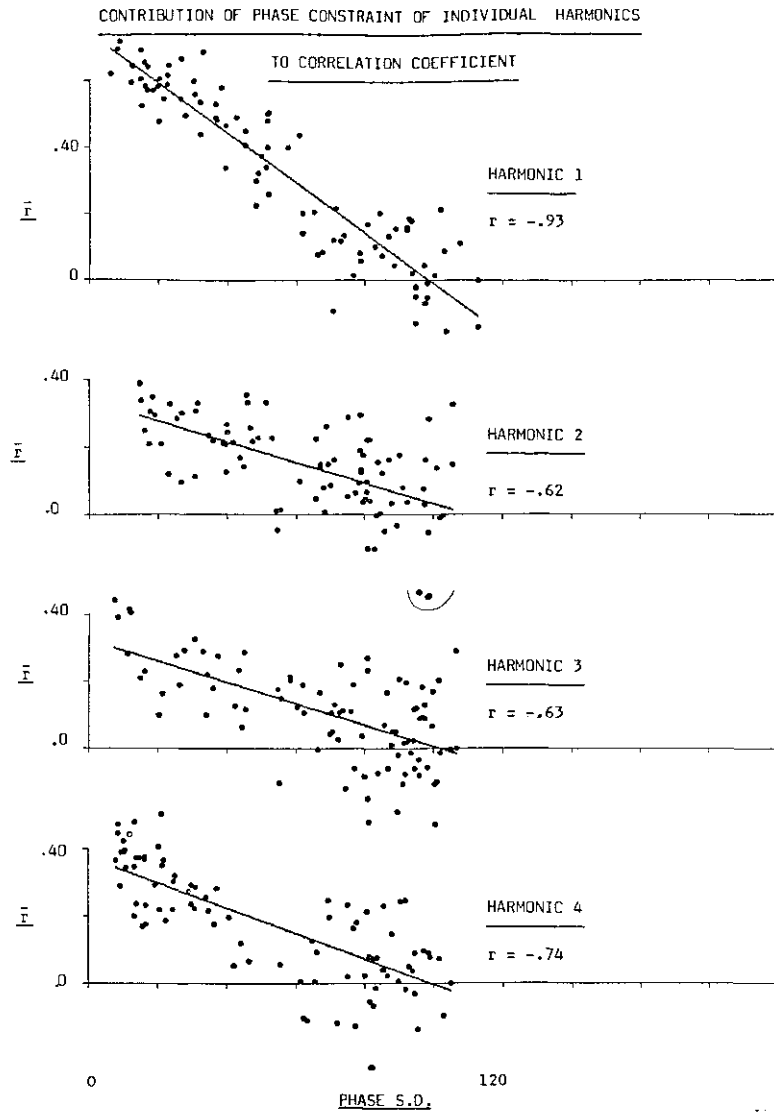 CONTRIBUTION OF PHASE CONSTRAINT OF INDIVIDUAL HARMONICS
TO CORRELATION COEFFICIENT
.40
HARMONIC 1
r̄
r = -.93
0
.40
HARMONIC 2
r̄
r = -.62
.0
.40
HARMONIC 3
r̄
r = -.63
.0
.40
HARMONIC 4
r̄
r = -.74
.0
0
120
PHASE S.D.